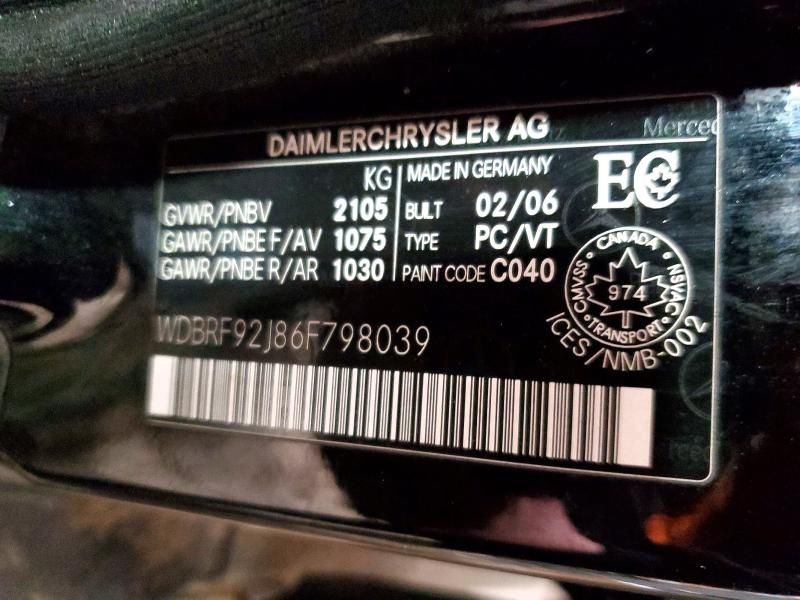 DAIMLERCHRYSLER AG
Merced
KG
MADE IN GERMANY
EC
GVWR/PNBV 2105
BUILT 02/06
GAWR/PNBE F/AV 1075
TYPE PC/VT
GAWR/PNBE R/AR 1030
PAINT CODE C040
CANADA
CMVSS 974 NSVAC
TRANSPORT
ICES/NMB-002
WDBRF92J86F798039